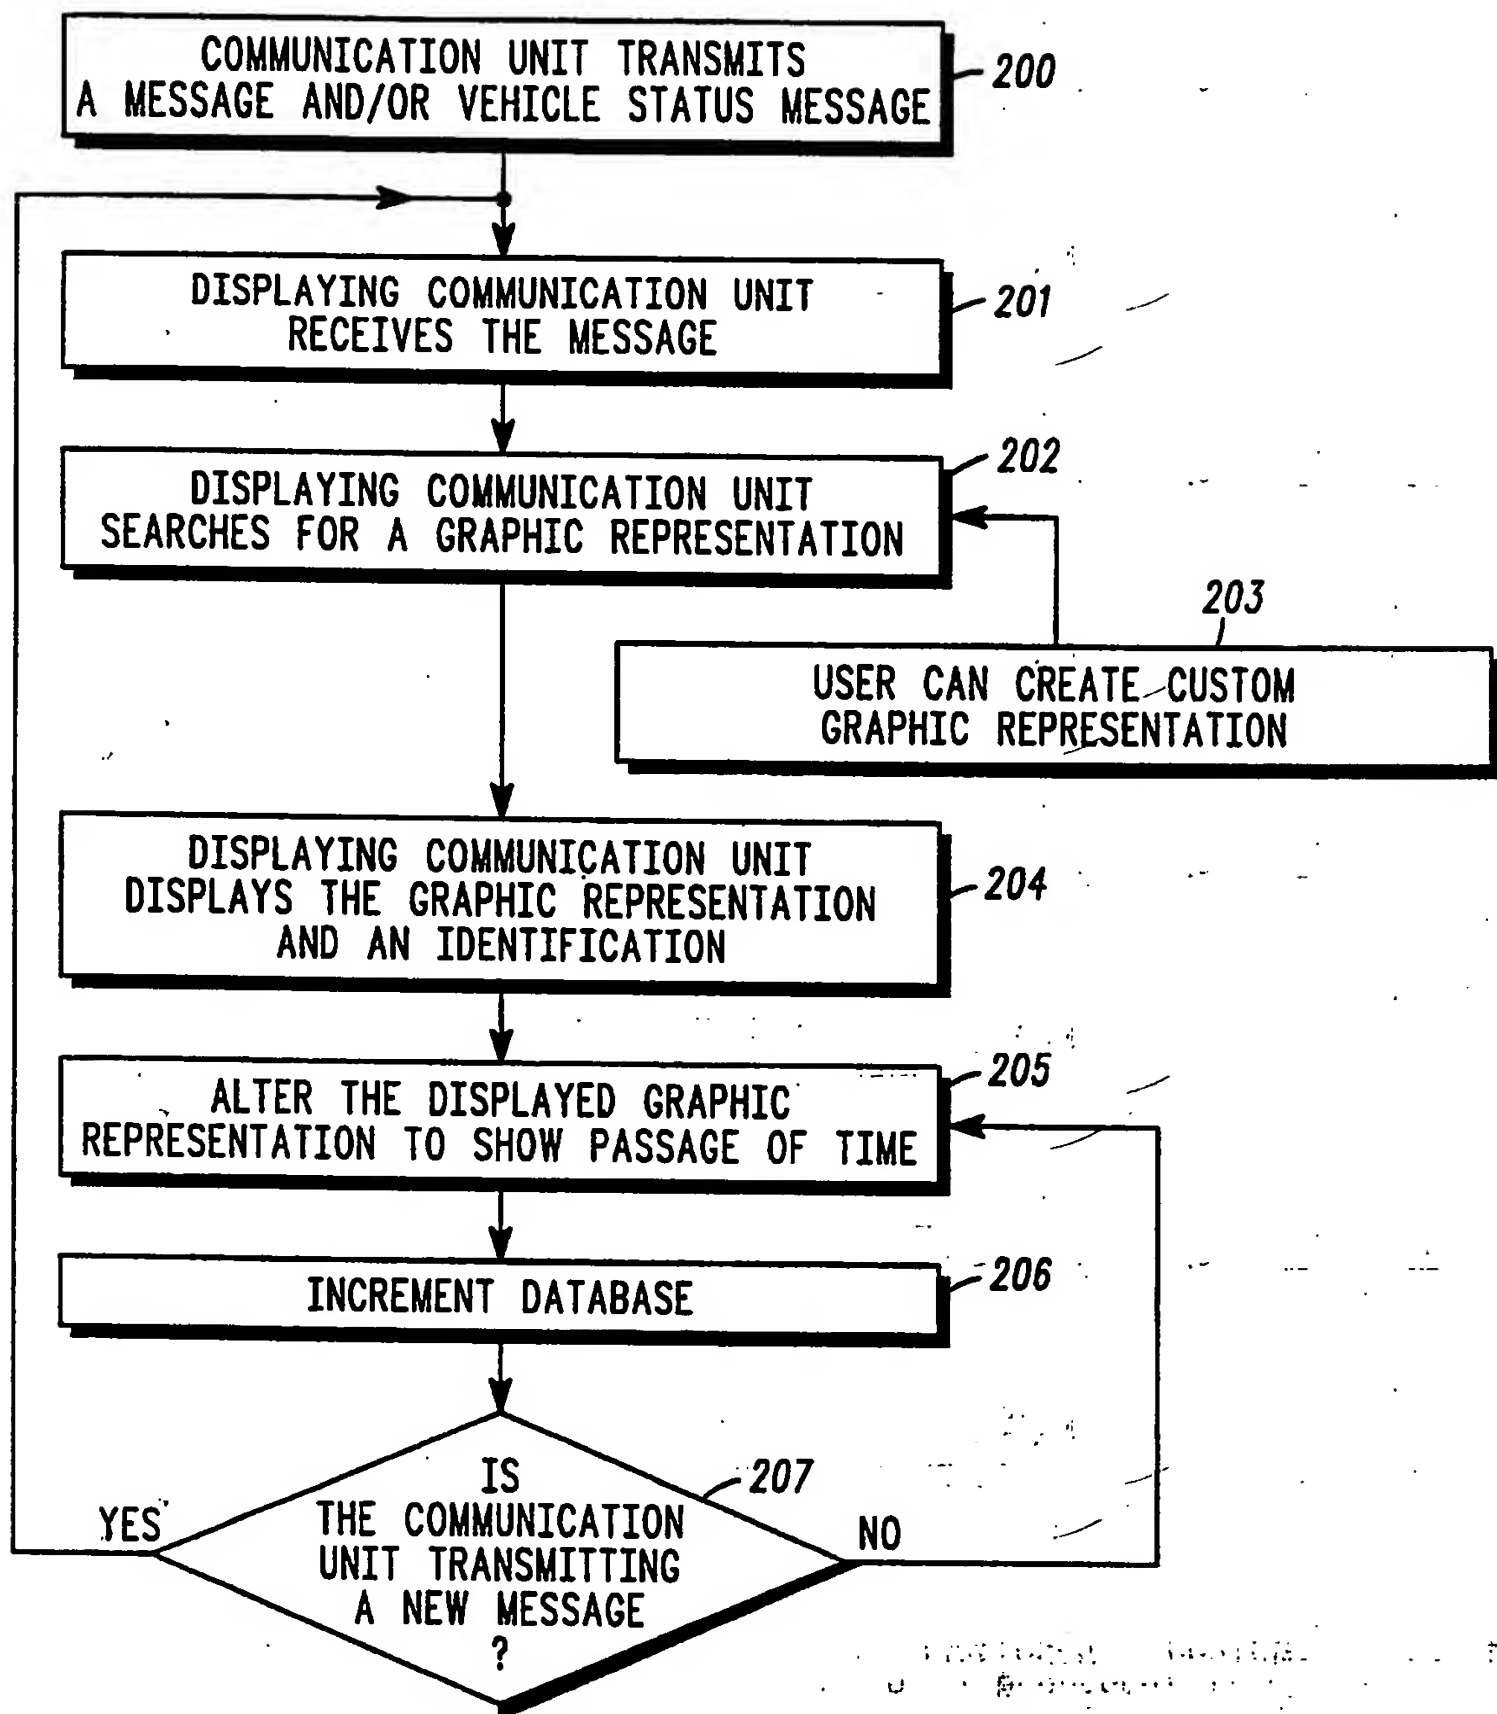 COMMUNICATION UNIT TRANSMITS
A MESSAGE AND/OR VEHICLE STATUS MESSAGE
200
DISPLAYING COMMUNICATION UNIT
RECEIVES THE MESSAGE
201
DISPLAYING COMMUNICATION UNIT
SEARCHES FOR A GRAPHIC REPRESENTATION
202
203
USER CAN CREATE CUSTOM
GRAPHIC REPRESENTATION
DISPLAYING COMMUNICATION UNIT
DISPLAYS THE GRAPHIC REPRESENTATION
AND AN IDENTIFICATION
204
ALTER THE DISPLAYED GRAPHIC
REPRESENTATION TO SHOW PASSAGE OF TIME
205
INCREMENT DATABASE
206
IS
THE COMMUNICATION
UNIT TRANSMITTING
A NEW MESSAGE
?
207
YES
NO